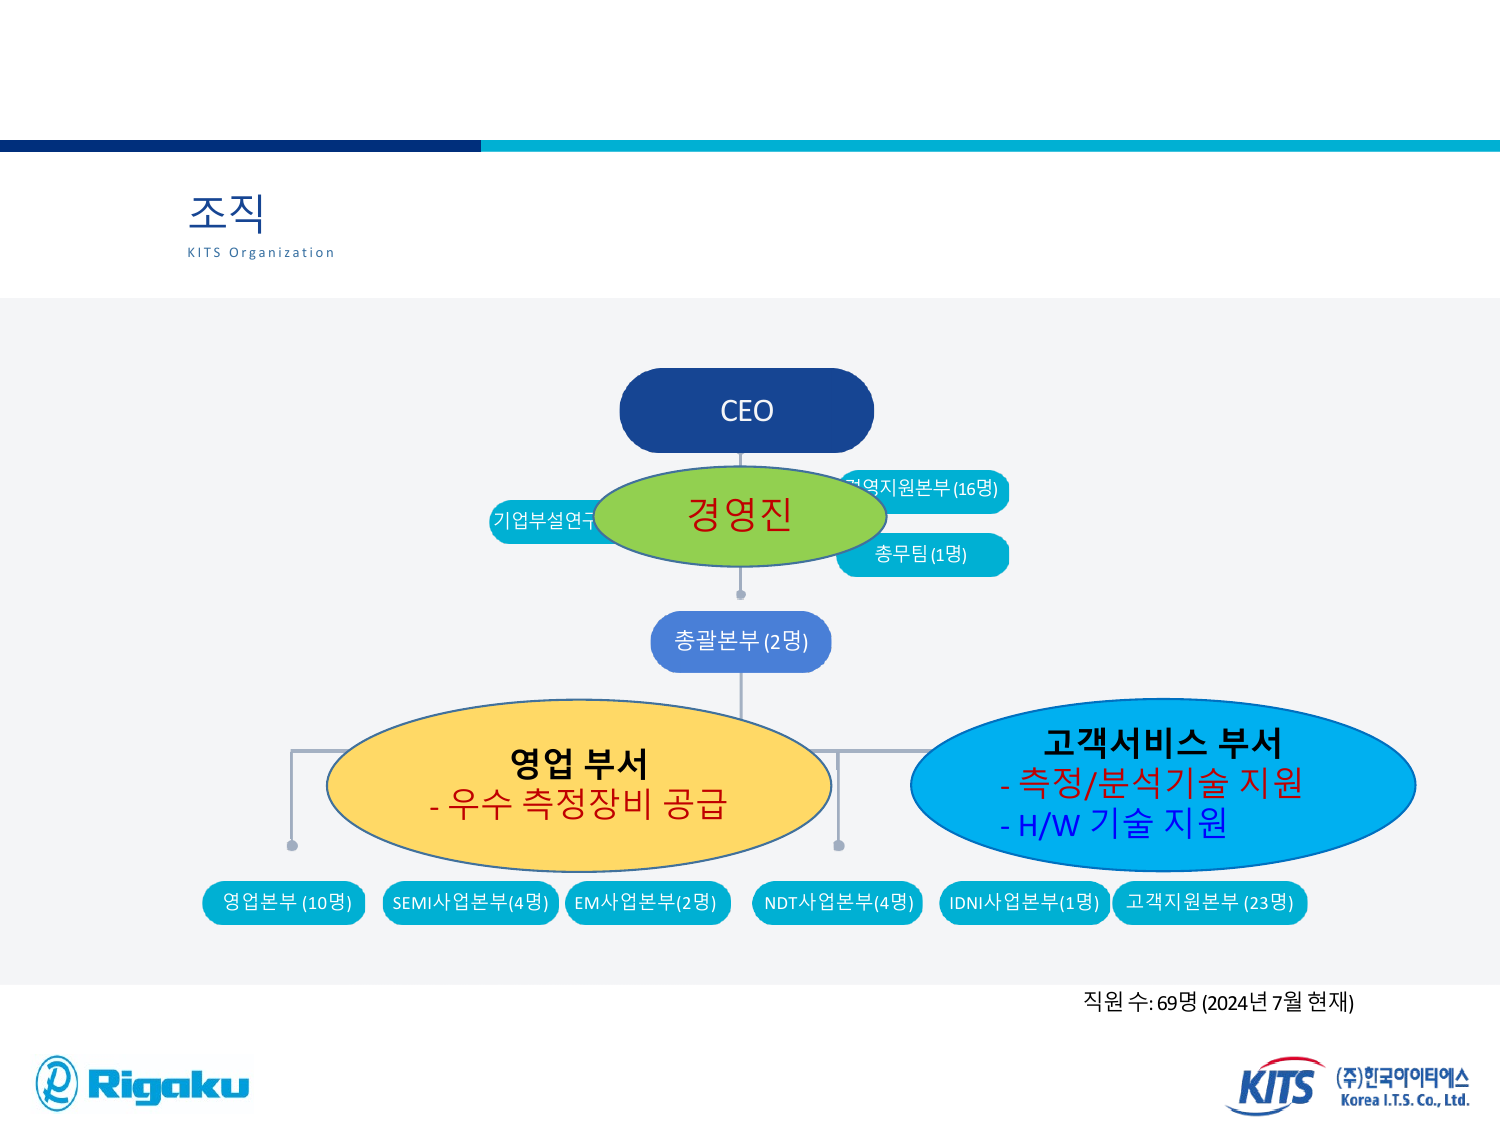 조직
KITS Organization
CEO
경영지원본부 (16명)
경영진
기업부설연구
총무팀 (1명)
총괄본부 (2명)
영업 부서
- 우수 측정장비 공급
고객서비스 부서
- 측정/분석기술 지원
- H/W 기술 지원
영업본부 (10명)
SEMI사업본부(4명)
EM사업본부(2명)
NDT사업본부(4명)
IDNI사업본부(1명)
고객지원본부 (23명)
직원 수: 69명 (2024년 7월 현재)
Rigaku
KITS
(주)한국아이티에스
Korea I.T.S. Co., Ltd.